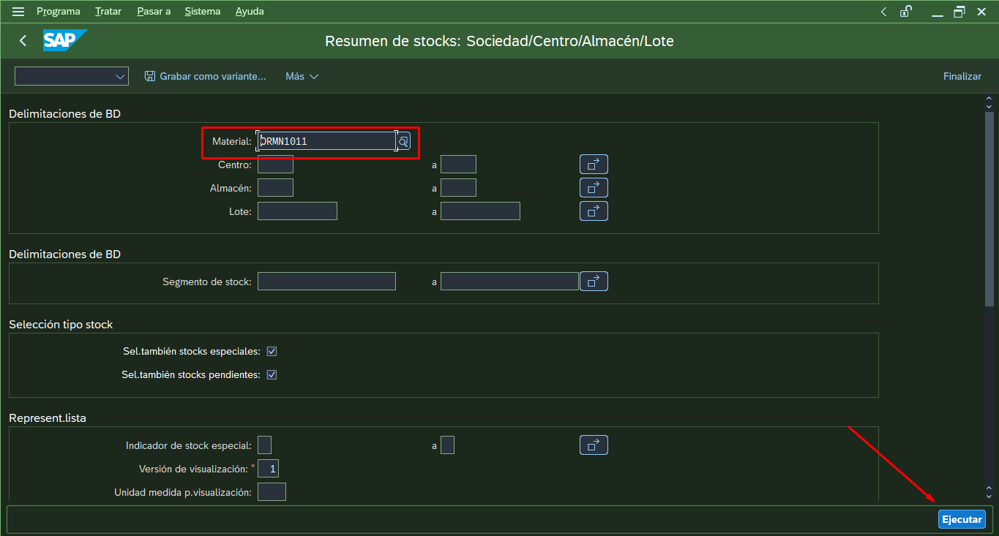 Programa Tratar Pasar a Sistema Ayuda
SAP Resumen de stocks: Sociedad/Centro/Almacén/Lote
Grabar como variante... Más Finalizar
Delimitaciones de BD
Material: ORMN1011
Centro: a
Almacén: a
Lote: a
Delimitaciones de BD
Segmento de stock: a
Selección tipo stock
Sel.también stocks especiales:
Sel.también stocks pendientes:
Represent.lista
Indicador de stock especial: a
Versión de visualización: * 1
Unidad medida p.visualización:
Ejecutar